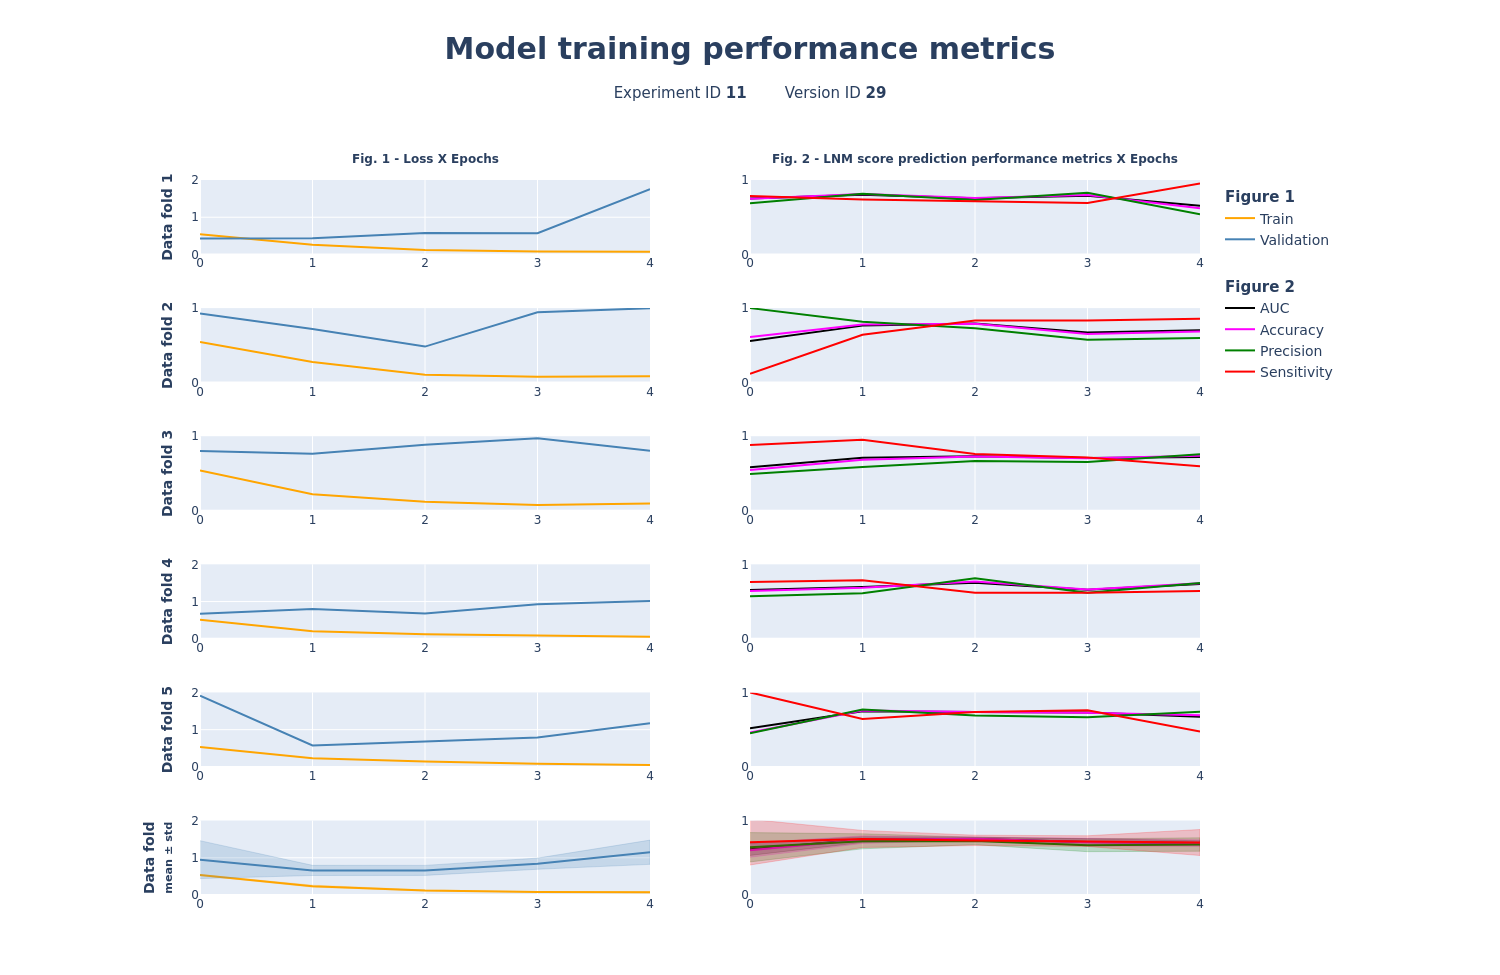 Model training performance metrics
Experiment ID 11 Version ID 29
Fig. 1 - Loss X Epochs
Fig. 2 - LNM score prediction performance metrics X Epochs
Data fold 1
2
1
0
0 1 2 3 4
1
0
0 1 2 3 4
Figure 1
Train
Validation
Figure 2
AUC
Accuracy
Precision
Sensitivity
Data fold 2
1
0
0 1 2 3 4
1
0
0 1 2 3 4
Data fold 3
1
0
0 1 2 3 4
1
0
0 1 2 3 4
Data fold 4
2
1
0
0 1 2 3 4
1
0
0 1 2 3 4
Data fold 5
2
1
0
0 1 2 3 4
1
0
0 1 2 3 4
Data fold
mean ± std
2
1
0
0 1 2 3 4
1
0
0 1 2 3 4